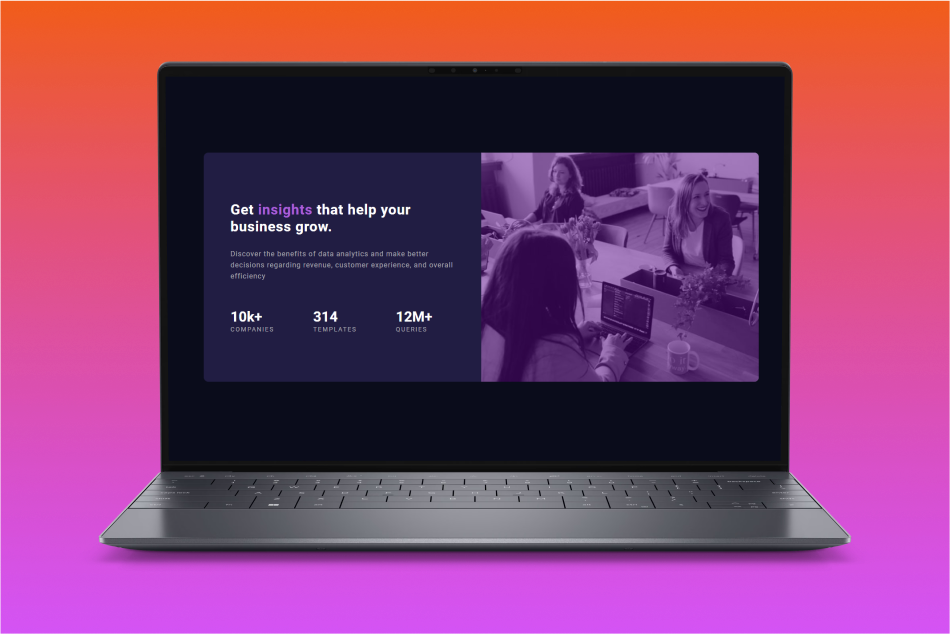 Get insights that help your
business grow.
Discover the benefits of data analytics and make better
decisions regarding revenue, customer experience, and overall
efficiency
10k+ 314 12M+
COMPANIES TEMPLATES QUERIES